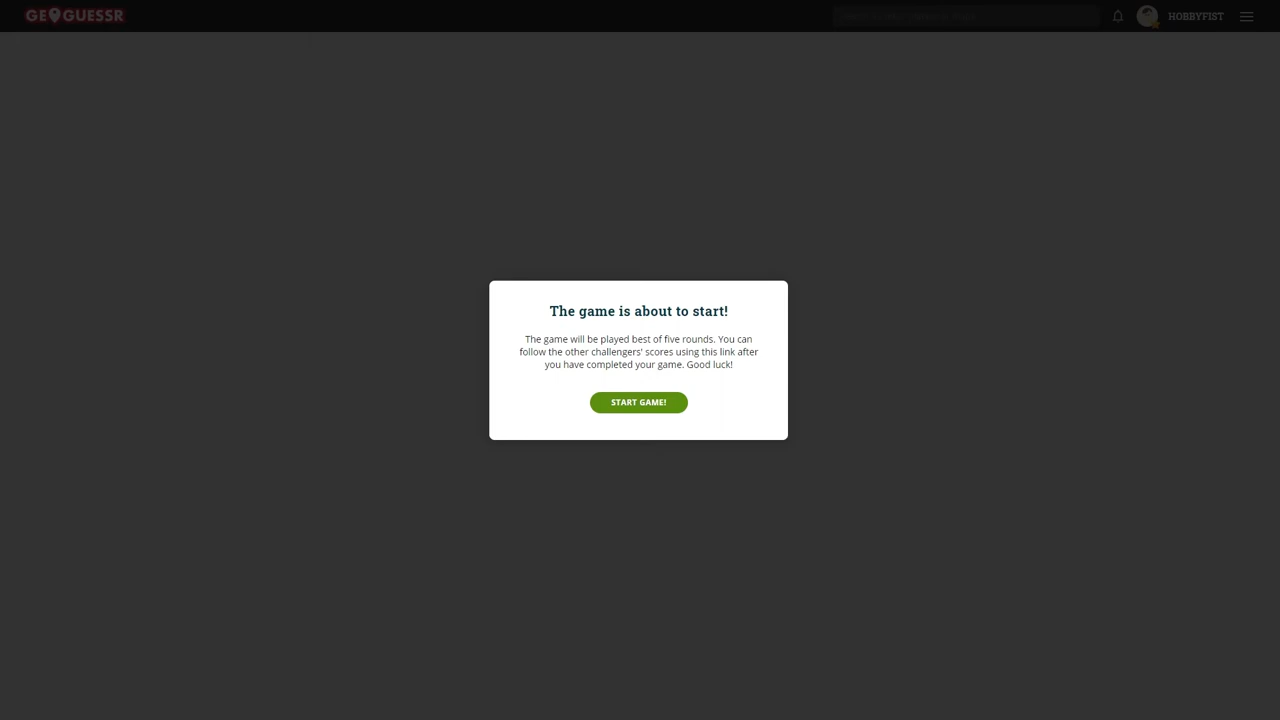 GEOGUESSR
HOBBYFIST
The game is about to start!
The game will be played best of five rounds. You can
follow the other challengers' scores using this link after
you have completed your game. Good luck!
START GAME!